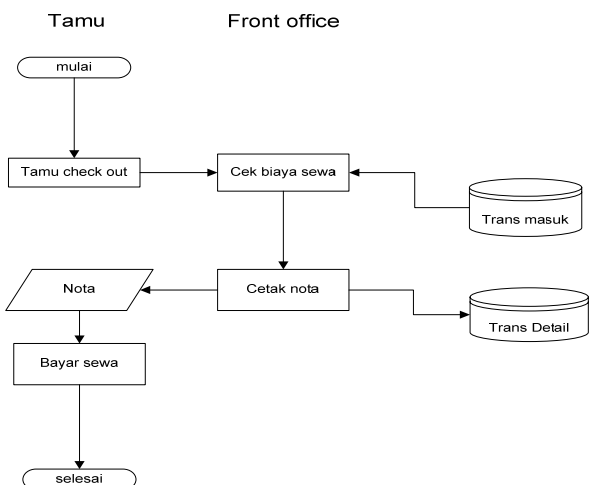 Tamu
Front office
mulai
Tamu check out
Cek biaya sewa
Trans masuk
Nota
Cetak nota
Trans Detail
Bayar sewa
selesai